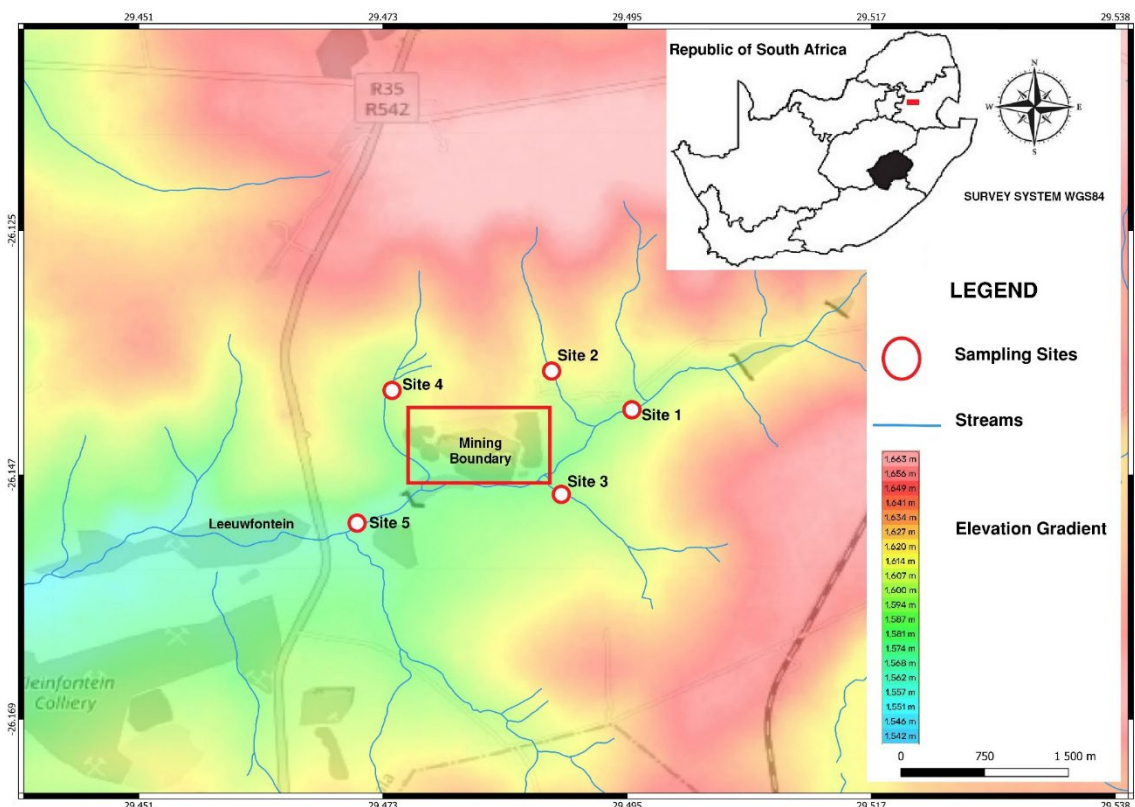 29.451
29.473
29.495
29.517
29.538
-26.125
-26.147
-26.169
R35
R542
Republic of South Africa
N
W
E
S
SURVEY SYSTEM WGS84
Site 2
Site 4
Site 1
Mining
Boundary
Site 3
Site 5
Leeuwfontein
leinfontein
Colliery
LEGEND
Sampling Sites
Streams
Elevation Gradient
1,663 m
1,656 m
1,649 m
1,641 m
1,634 m
1,627 m
1,620 m
1,614 m
1,607 m
1,600 m
1,594 m
1,587 m
1,581 m
1,574 m
1,568 m
1,562 m
1,557 m
1,551 m
1,546 m
1,542 m
0 750 1 500 m
29.451
29.473
29.495
29.517
29.538